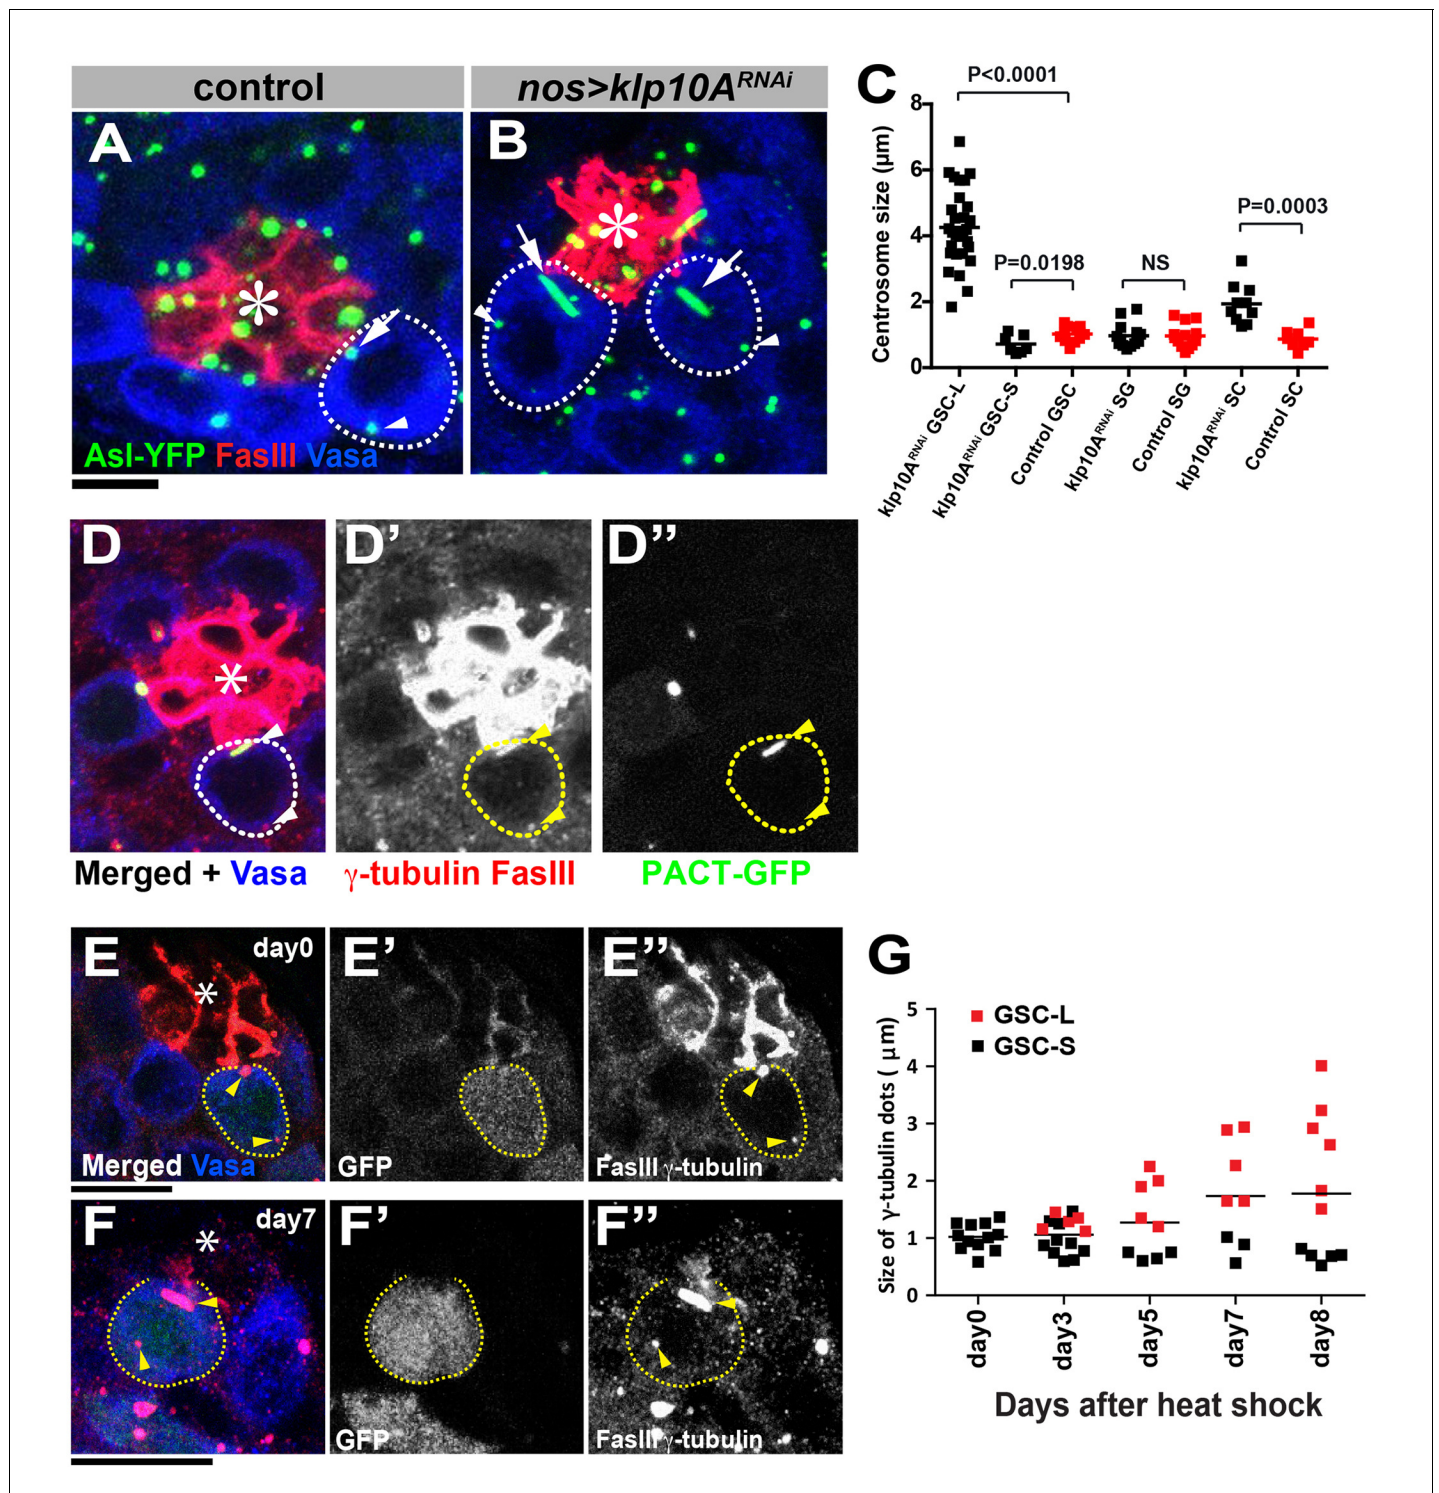 control
nos>klp10A^RNAi
A
*
Asl-YFP FasIII Vasa
B
*
C
P<0.0001
P=0.0198
NS
P=0.0003
Centrosome size (μm)
8
6
4
2
0
klp10A^RNAi GSC-L
klp10A^RNAi GSC-S
Control GSC
klp10A^RNAi SG
Control SG
klp10A^RNAi SC
Control SC
D
*
D’
D’’
Merged + Vasa
γ-tubulin FasIII
PACT-GFP
E
day0
*
Merged Vasa
E’
GFP
E’’
FasIII γ-tubulin
F
day7
*
F’
GFP
F’’
FasIII γ-tubulin
G
GSC-L
GSC-S
Size of γ-tubulin dots ( μm)
5
4
3
2
1
0
day0
day3
day5
day7
day8
Days after heat shock